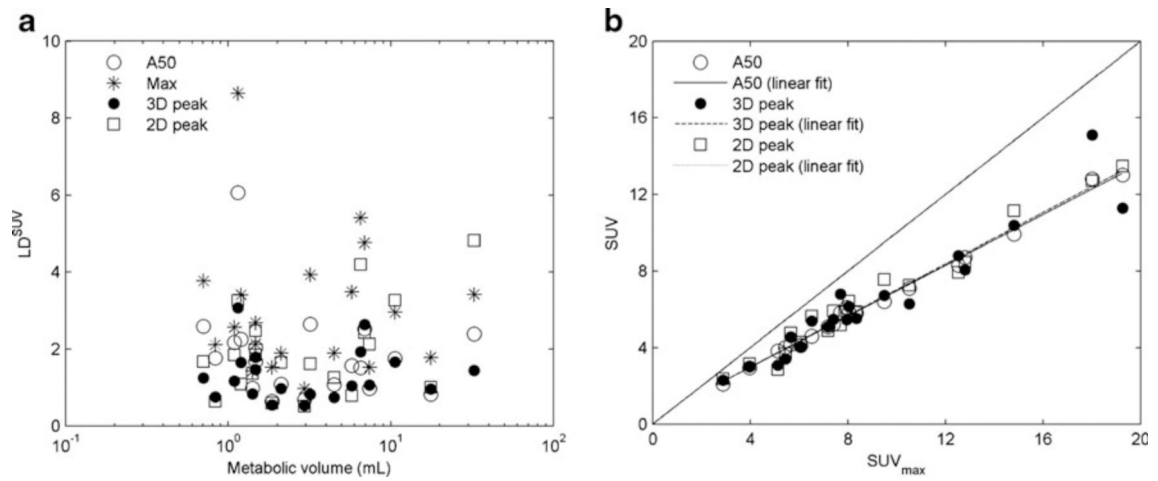 a
10
8
6
4
2
0
LD^SUV
A50
Max
3D peak
2D peak
10^-1
10^0
10^1
10^2
Metabolic volume (mL)
b
20
16
12
8
4
0
SUV
A50
A50 (linear fit)
3D peak
3D peak (linear fit)
2D peak
2D peak (linear fit)
0
4
8
12
16
20
SUV_max